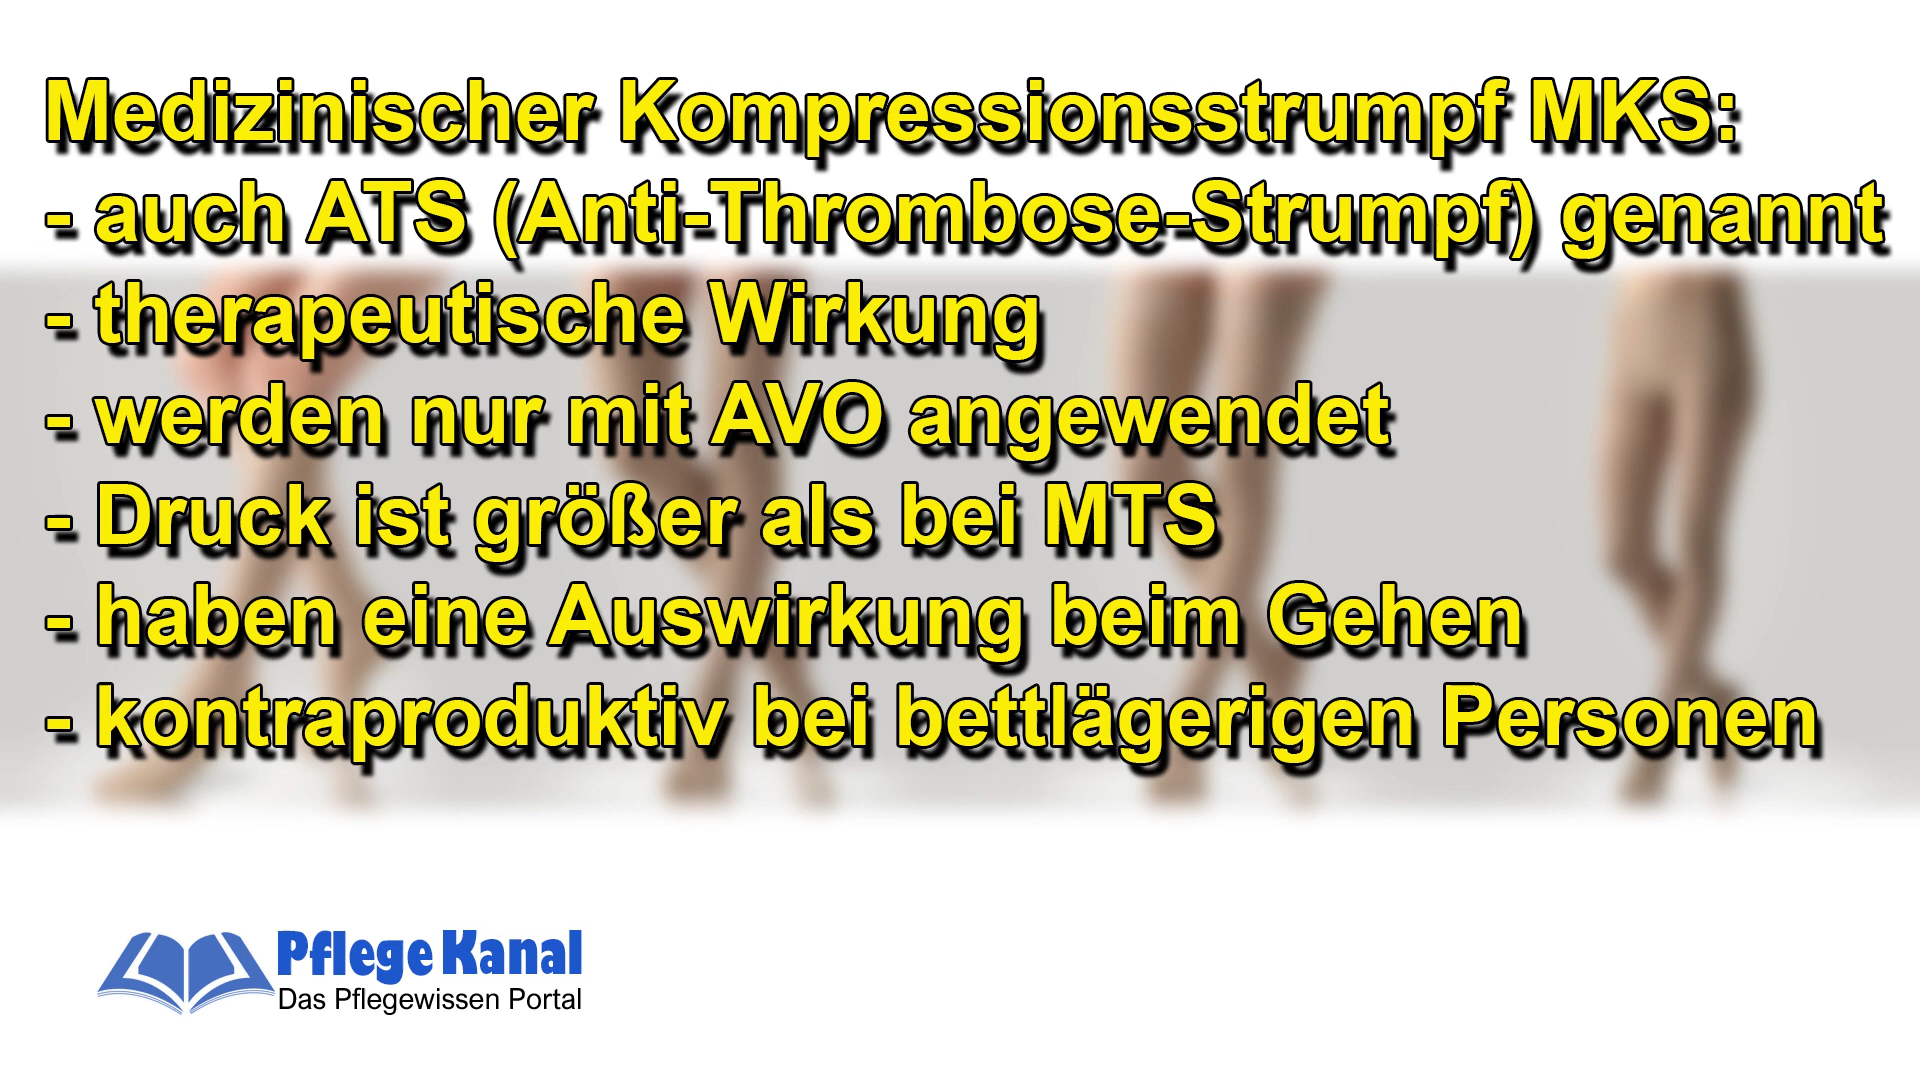 Medizinischer Kompressionsstrumpf MKS:
- auch ATS (Anti-Thrombose-Strumpf) genannt
- therapeutische Wirkung
- werden nur mit AVO angewendet
- Druck ist größer als bei MTS
- haben eine Auswirkung beim Gehen
- kontraproduktiv bei bettlägerigen Personen
Pflege Kanal
Das Pflegewissen Portal